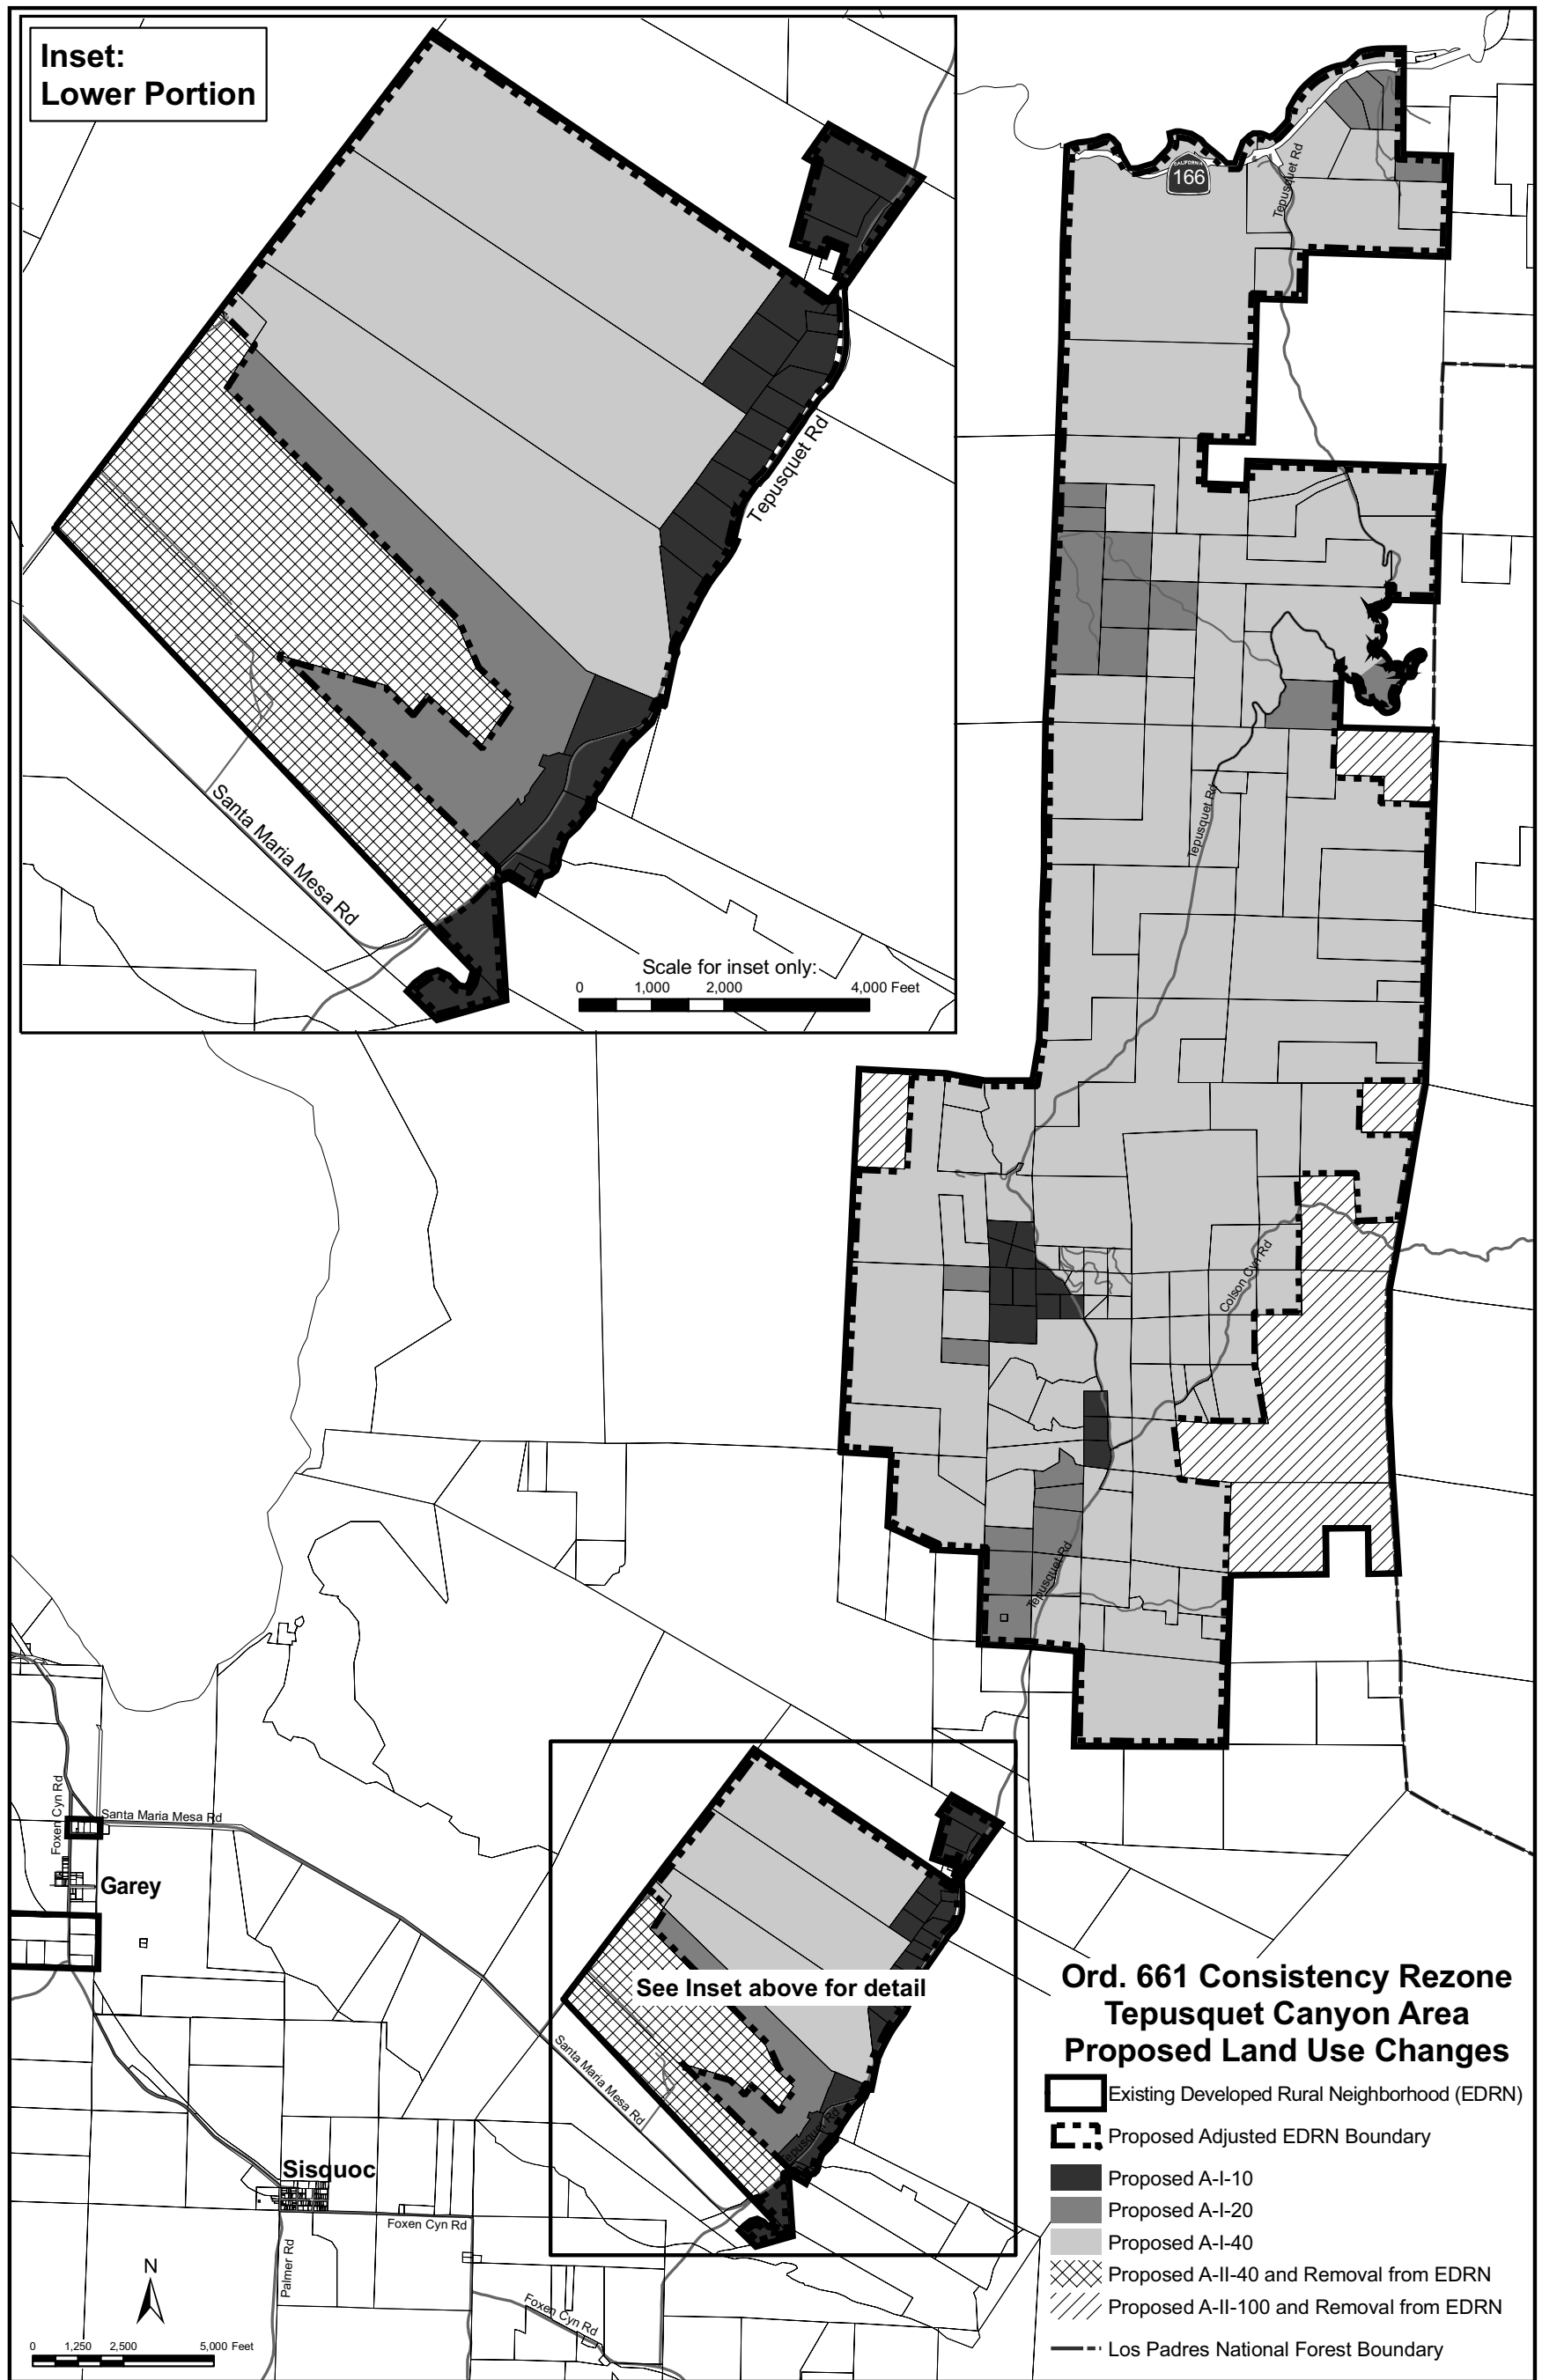 Inset:
Lower Portion
CALIFORNIA
166
Tepusquet Rd
Tepusquet Rd
Santa Maria Mesa Rd
Scale for inset only:
0 1,000 2,000 4,000 Feet
Tepusquet Rd
Colson Cyn Rd
Tepusquet Rd
Foxen Cyn Rd
Santa Maria Mesa Rd
Garey
See Inset above for detail
Santa Maria Mesa Rd
Tepusquet Rd
Sisquoc
Foxen Cyn Rd
Palmer Rd
Foxen Cyn Rd
N
0 1,250 2,500 5,000 Feet
Ord. 661 Consistency Rezone
Tepusquet Canyon Area
Proposed Land Use Changes
Existing Developed Rural Neighborhood (EDRN)
Proposed Adjusted EDRN Boundary
Proposed A-I-10
Proposed A-I-20
Proposed A-I-40
Proposed A-II-40 and Removal from EDRN
Proposed A-II-100 and Removal from EDRN
Los Padres National Forest Boundary